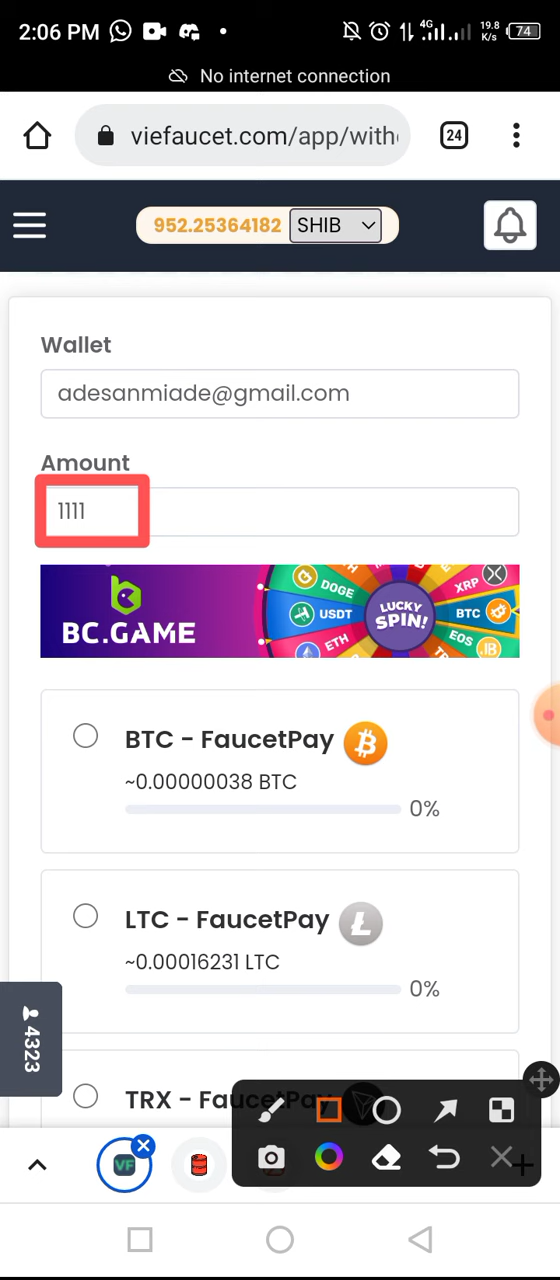 2:06 PM
4G
19.8
K/s
74
No internet connection
viefaucet.com/app/with
24
952.25364182 SHIB
Wallet
adesanmiade@gmail.com
Amount
1111
BC.GAME
DOGE
USDT
ETH
LUCKY
SPIN!
XRP
BTC
EOS
BTC - FaucetPay
~0.00000038 BTC
0%
LTC - FaucetPay
~0.00016231 LTC
0%
4323
TRX - FaucetPay
VF